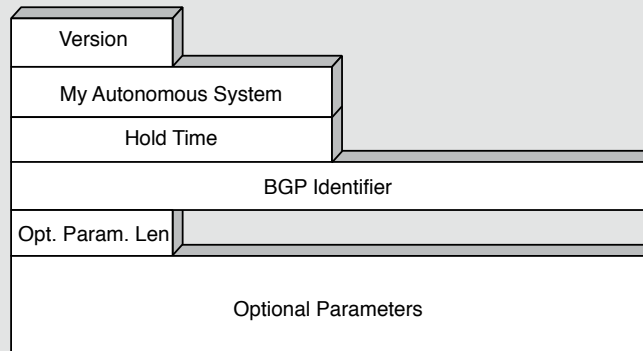 Version
My Autonomous System
Hold Time
BGP Identifier
Opt. Param. Len
Optional Parameters